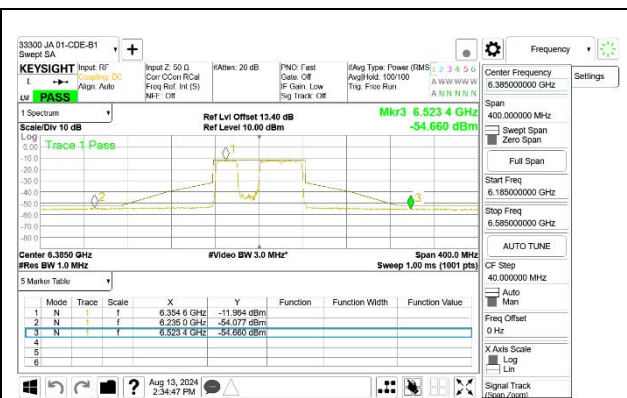 33300 JA 01-CDE-B1
Swept SA
+
Frequency
KEYSIGHT
Input: RF
Coupling: DC
Align: Auto
Input Z: 50 Ω
Corr CCorr RCal
Freq Ref: Int (S)
NFE: Off
#Atten: 20 dB
PNO: Fast
Gate: Off
IF Gain: Low
Sig Track: Off
#Avg Type: Power (RMS
Avg|Hold: 100/100
Trig: Free Run
1 2 3 4 5 6
A W W W W W
A N N N N N
L
LXI
PASS
1 Spectrum
Scale/Div 10 dB
Ref Lvl Offset 13.40 dB
Ref Level 10.00 dBm
Mkr3 6.523 4 GHz
-54.660 dBm
Log
Trace 1 Pass
0.00
-10.0
-20.0
-30.0
-40.0
-50.0
-60.0
-70.0
-80.0
1
2
3
Center 6.3850 GHz
#Res BW 1.0 MHz
#Video BW 3.0 MHz*
Span 400.0 MHz
Sweep 1.00 ms (1001 pts)
5 Marker Table
Mode Trace Scale X Y Function Function Width Function Value
1 N 1 f 6.354 6 GHz -11.964 dBm
2 N 1 f 6.235 0 GHz -54.077 dBm
3 N 1 f 6.523 4 GHz -54.660 dBm
4
5
6
?
Aug 13, 2024
2:34:47 PM
Center Frequency
6.385000000 GHz
Settings
Span
400.000000 MHz
Swept Span
Zero Span
Full Span
Start Freq
6.185000000 GHz
Stop Freq
6.585000000 GHz
AUTO TUNE
CF Step
40.000000 MHz
Auto
Man
Freq Offset
0 Hz
X Axis Scale
Log
Lin
Signal Track
(Span Zoom)